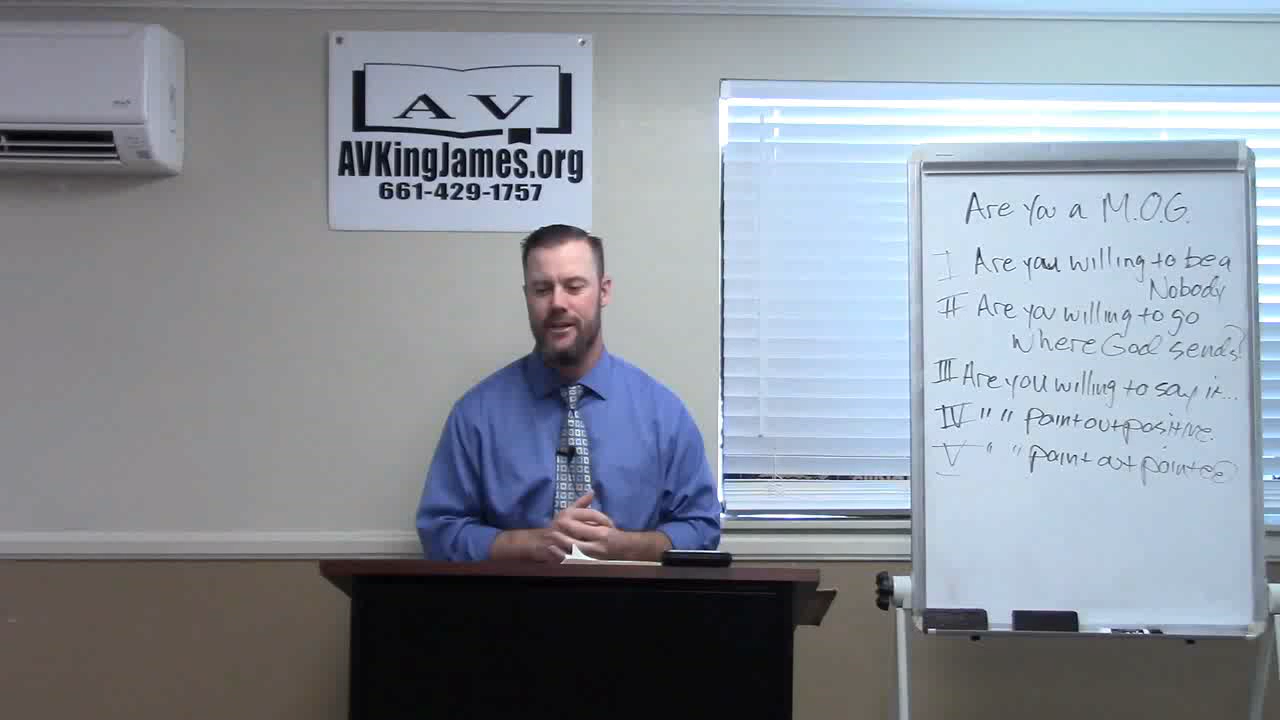 AV
AVKingJames.org
661-429-1757
Are You a M.O.G.
I Are you willing to be a
Nobody
II Are you willing to go
where God sends?
III Are you willing to say it...
IV " " point out positive.
V " " point out pointee?